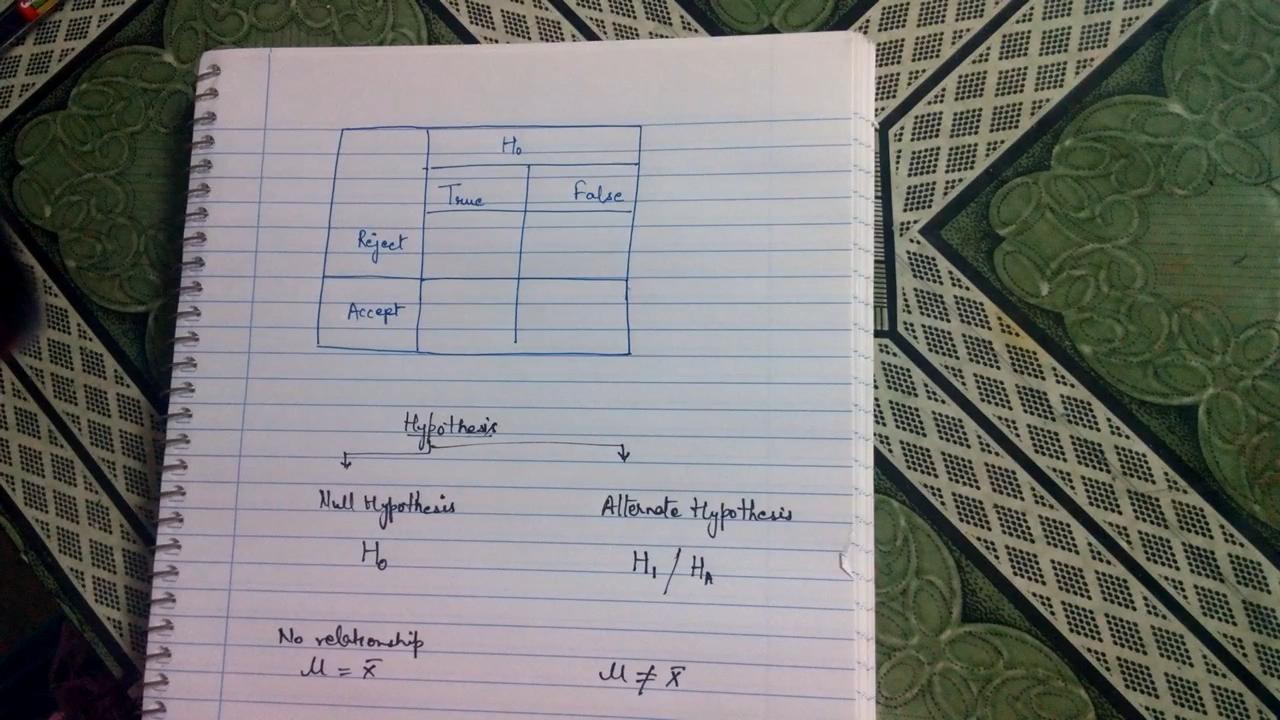 H₀
True False
Reject
Accept
Hypothesis
Null Hypothesis Alternate Hypothesis
H₀ H₁ / Hₐ
No relationship
μ = x̄ μ ≠ x̄